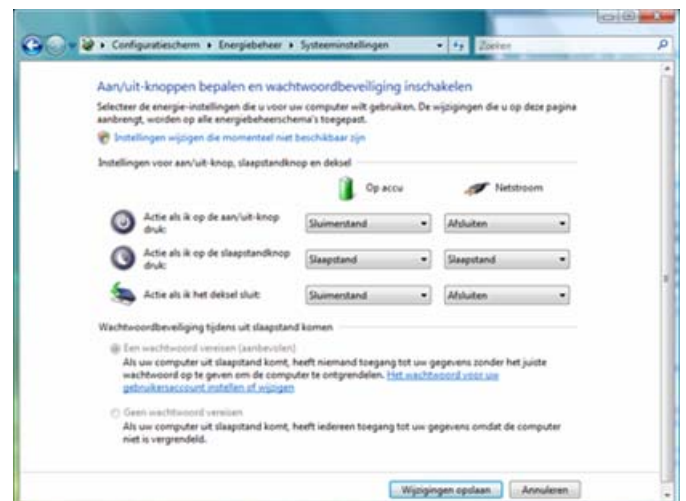 Configuratiescherm ▸ Energiebeheer ▸ Systeeminstellingen
Zoeken
Aan/uit-knoppen bepalen en wachtwoordbeveiliging inschakelen
Selecteer de energie-instellingen die u voor uw computer wilt gebruiken. De wijzigingen die u op deze pagina
aanbrengt, worden op alle energiebeheerschema's toegepast.
Instellingen wijzigen die momenteel niet beschikbaar zijn
Instellingen voor aan/uit-knop, slaapstandknop en deksel
Op accu
Netstroom
Actie als ik op de aan/uit-knop
druk:
Sluimerstand
Afsluiten
Actie als ik op de slaapstandknop
druk:
Slaapstand
Slaapstand
Actie als ik het deksel sluit:
Sluimerstand
Afsluiten
Wachtwoordbeveiliging tijdens uit slaapstand komen
Een wachtwoord vereisen (aanbevolen)
Als uw computer uit slaapstand komt, heeft niemand toegang tot uw gegevens zonder het juiste
wachtwoord op te geven om de computer te ontgrendelen. Het wachtwoord voor uw
gebruikersaccount instellen of wijzigen
Geen wachtwoord vereisen
Als uw computer uit slaapstand komt, heeft iedereen toegang tot uw gegevens omdat de computer
niet is vergrendeld.
Wijzigingen opslaan
Annuleren